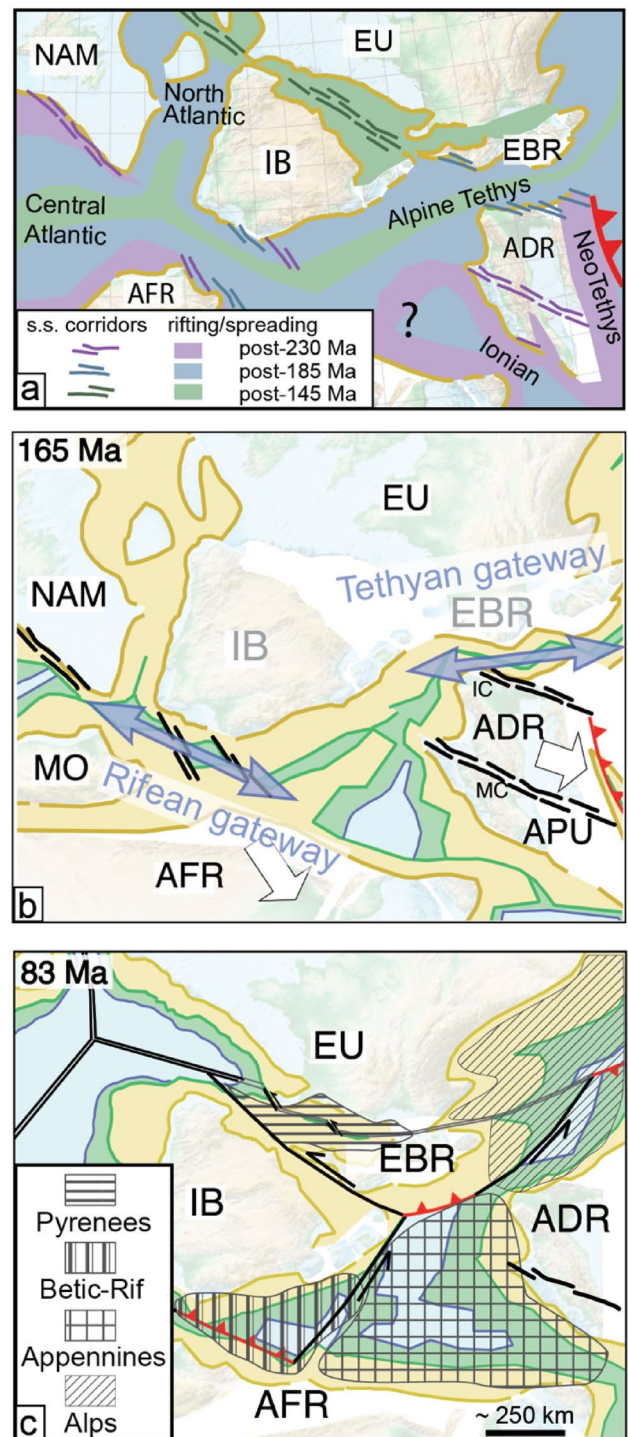 NAM
EU
North
Atlantic
IB
EBR
Alpine Tethys
Central
Atlantic
ADR
NeoTethys
AFR
?
Ionian
s.s. corridors rifting/spreading
post-230 Ma
post-185 Ma
post-145 Ma
a
165 Ma
EU
Tethyan gateway
NAM
EBR
IB
IC
ADR
MO
MC
Rifean gateway
APU
AFR
b
83 Ma
EU
EBR
IB
ADR
Pyrenees
Betic-Rif
Appennines
Alps
AFR
~ 250 km
c